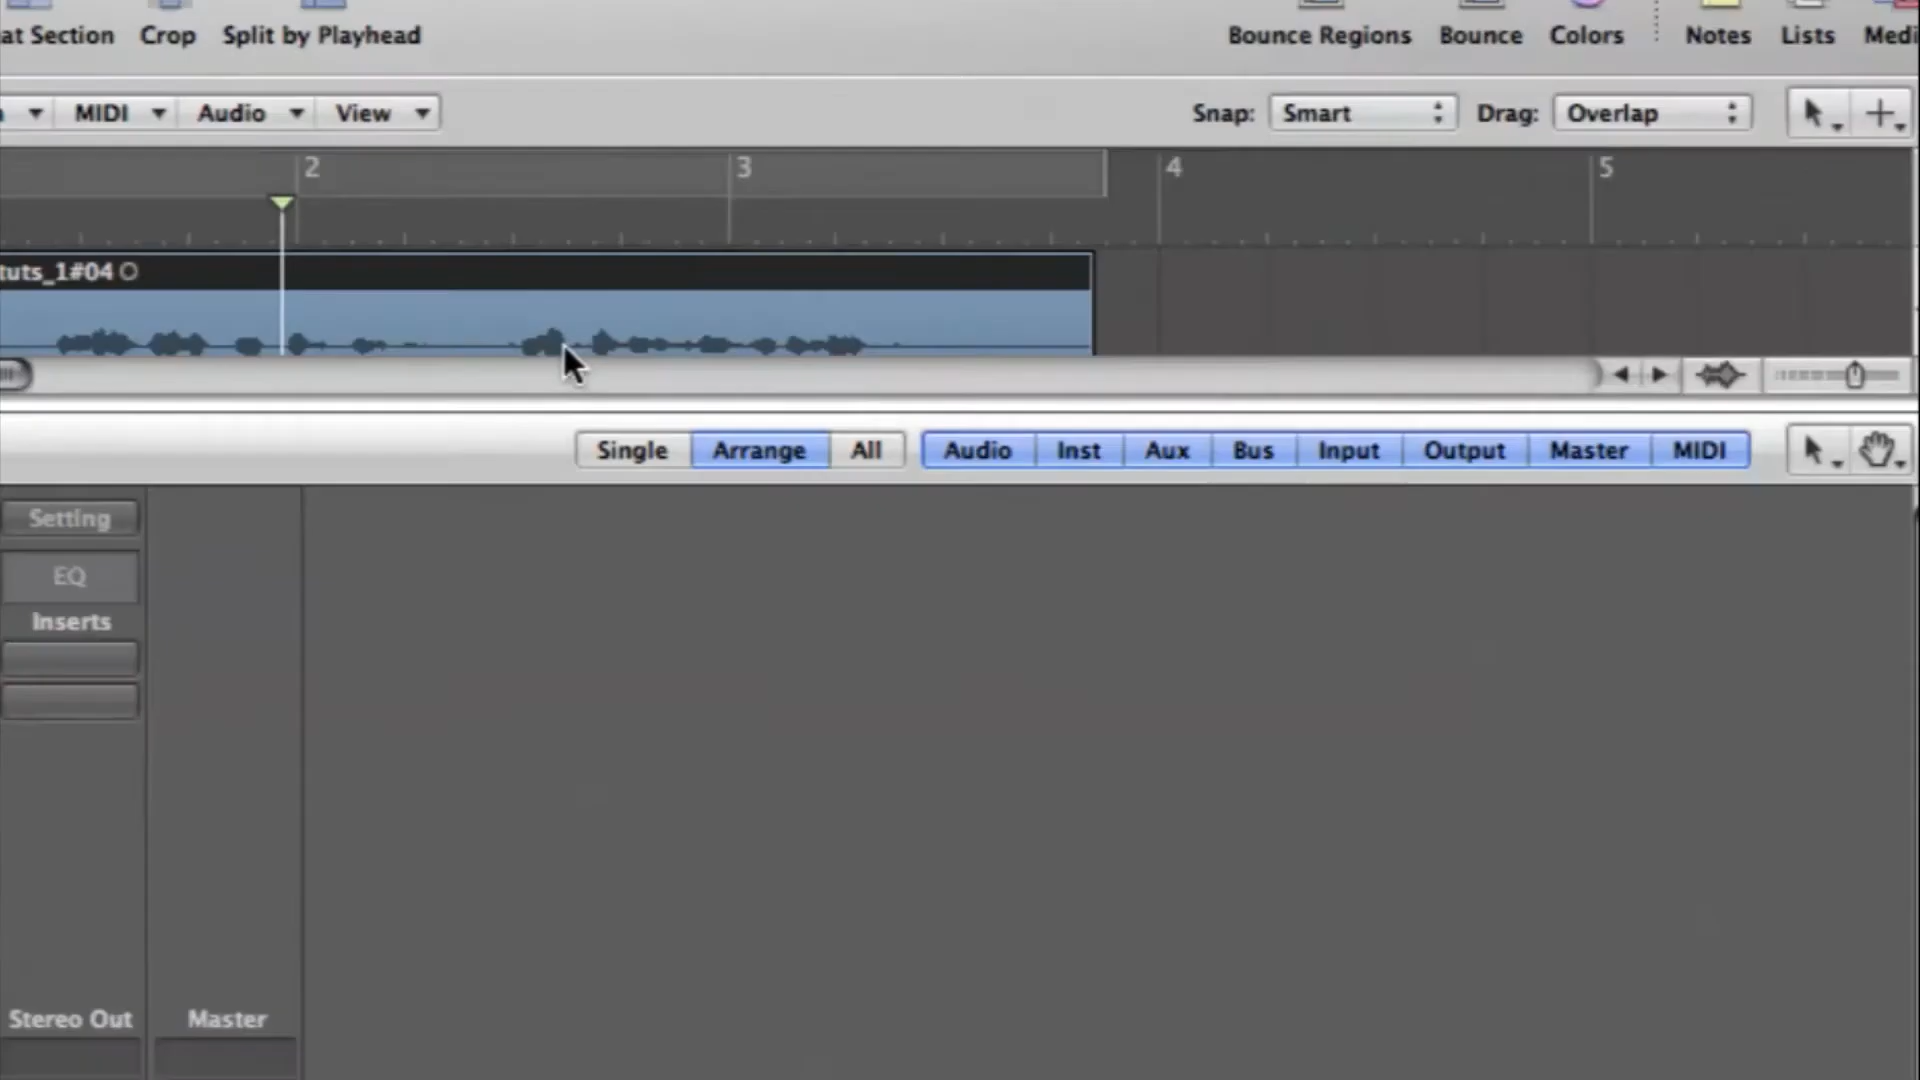 at Section Crop Split by Playhead Bounce Regions Bounce Colors Notes Lists Medi
MIDI Audio View Snap: Smart Drag: Overlap
2 3 4 5
tuts_1#04
Single Arrange All Audio Inst Aux Bus Input Output Master MIDI
Setting
EQ
Inserts
Stereo Out Master